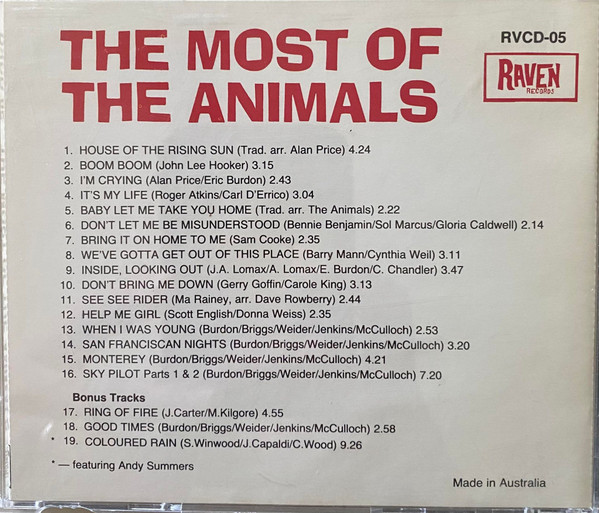 THE MOST OF
THE ANIMALS
RVCD-05
RAVEN
RECORDS
1. HOUSE OF THE RISING SUN (Trad. arr. Alan Price) 4.24
2. BOOM BOOM (John Lee Hooker) 3.15
3. I'M CRYING (Alan Price/Eric Burdon) 2.43
4. IT'S MY LIFE (Roger Atkins/Carl D'Errico) 3.04
5. BABY LET ME TAKE YOU HOME (Trad. arr. The Animals) 2.22
6. DON'T LET ME BE MISUNDERSTOOD (Bennie Benjamin/Sol Marcus/Gloria Caldwell) 2.14
7. BRING IT ON HOME TO ME (Sam Cooke) 2.35
8. WE'VE GOTTA GET OUT OF THIS PLACE (Barry Mann/Cynthia Weil) 3.11
9. INSIDE, LOOKING OUT (J.A. Lomax/A. Lomax/E. Burdon/C. Chandler) 3.47
10. DON'T BRING ME DOWN (Gerry Goffin/Carole King) 3.13
11. SEE SEE RIDER (Ma Rainey, arr. Dave Rowberry) 2.44
12. HELP ME GIRL (Scott English/Donna Weiss) 2.35
13. WHEN I WAS YOUNG (Burdon/Briggs/Weider/Jenkins/McCulloch) 2.53
14. SAN FRANCISCAN NIGHTS (Burdon/Briggs/Weider/Jenkins/McCulloch) 3.20
15. MONTEREY (Burdon/Briggs/Weider/Jenkins/McCulloch) 4.21
16. SKY PILOT Parts 1 & 2 (Burdon/Briggs/Weider/Jenkins/McCulloch) 7.20
Bonus Tracks
17. RING OF FIRE (J.Carter/M.Kilgore) 4.55
18. GOOD TIMES (Burdon/Briggs/Weider/Jenkins/McCulloch) 2.58
* 19. COLOURED RAIN (S.Winwood/J.Capaldi/C.Wood) 9.26
* — featuring Andy Summers
Made in Australia